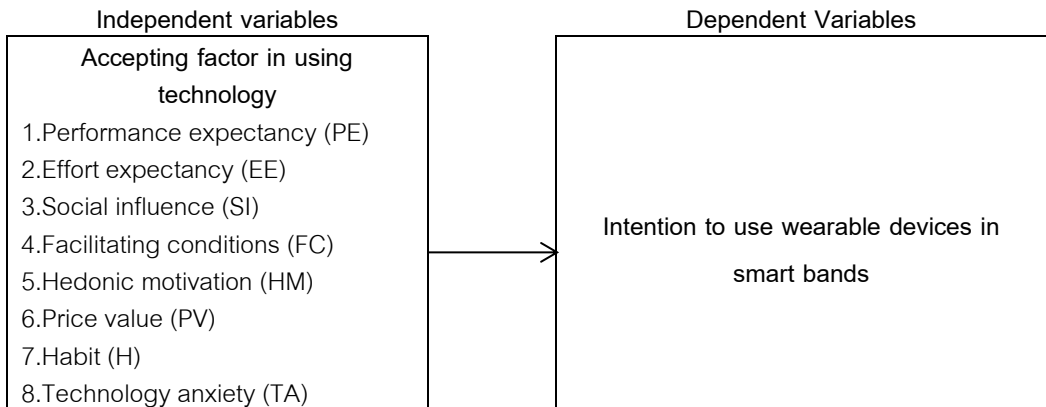 Independent variables
Dependent Variables
Accepting factor in using
technology
1.Performance expectancy (PE)
2.Effort expectancy (EE)
3.Social influence (SI)
4.Facilitating conditions (FC)
5.Hedonic motivation (HM)
6.Price value (PV)
7.Habit (H)
8.Technology anxiety (TA)
Intention to use wearable devices in
smart bands